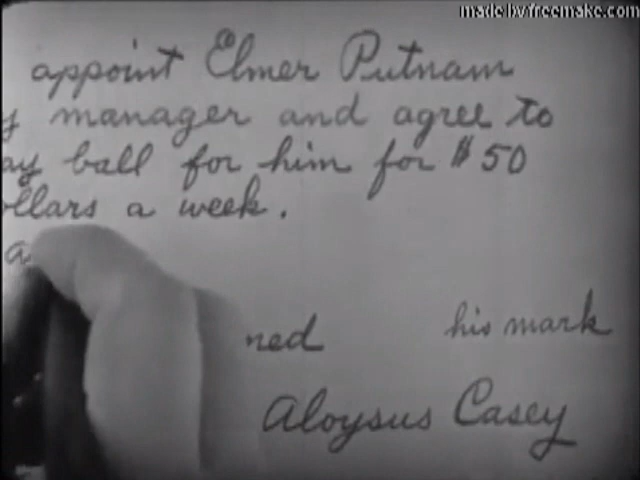 made by freemake.com
appoint Elmer Putnam
manager and agree to
ball for him for $50
a week.
his mark
Aloysus Casey